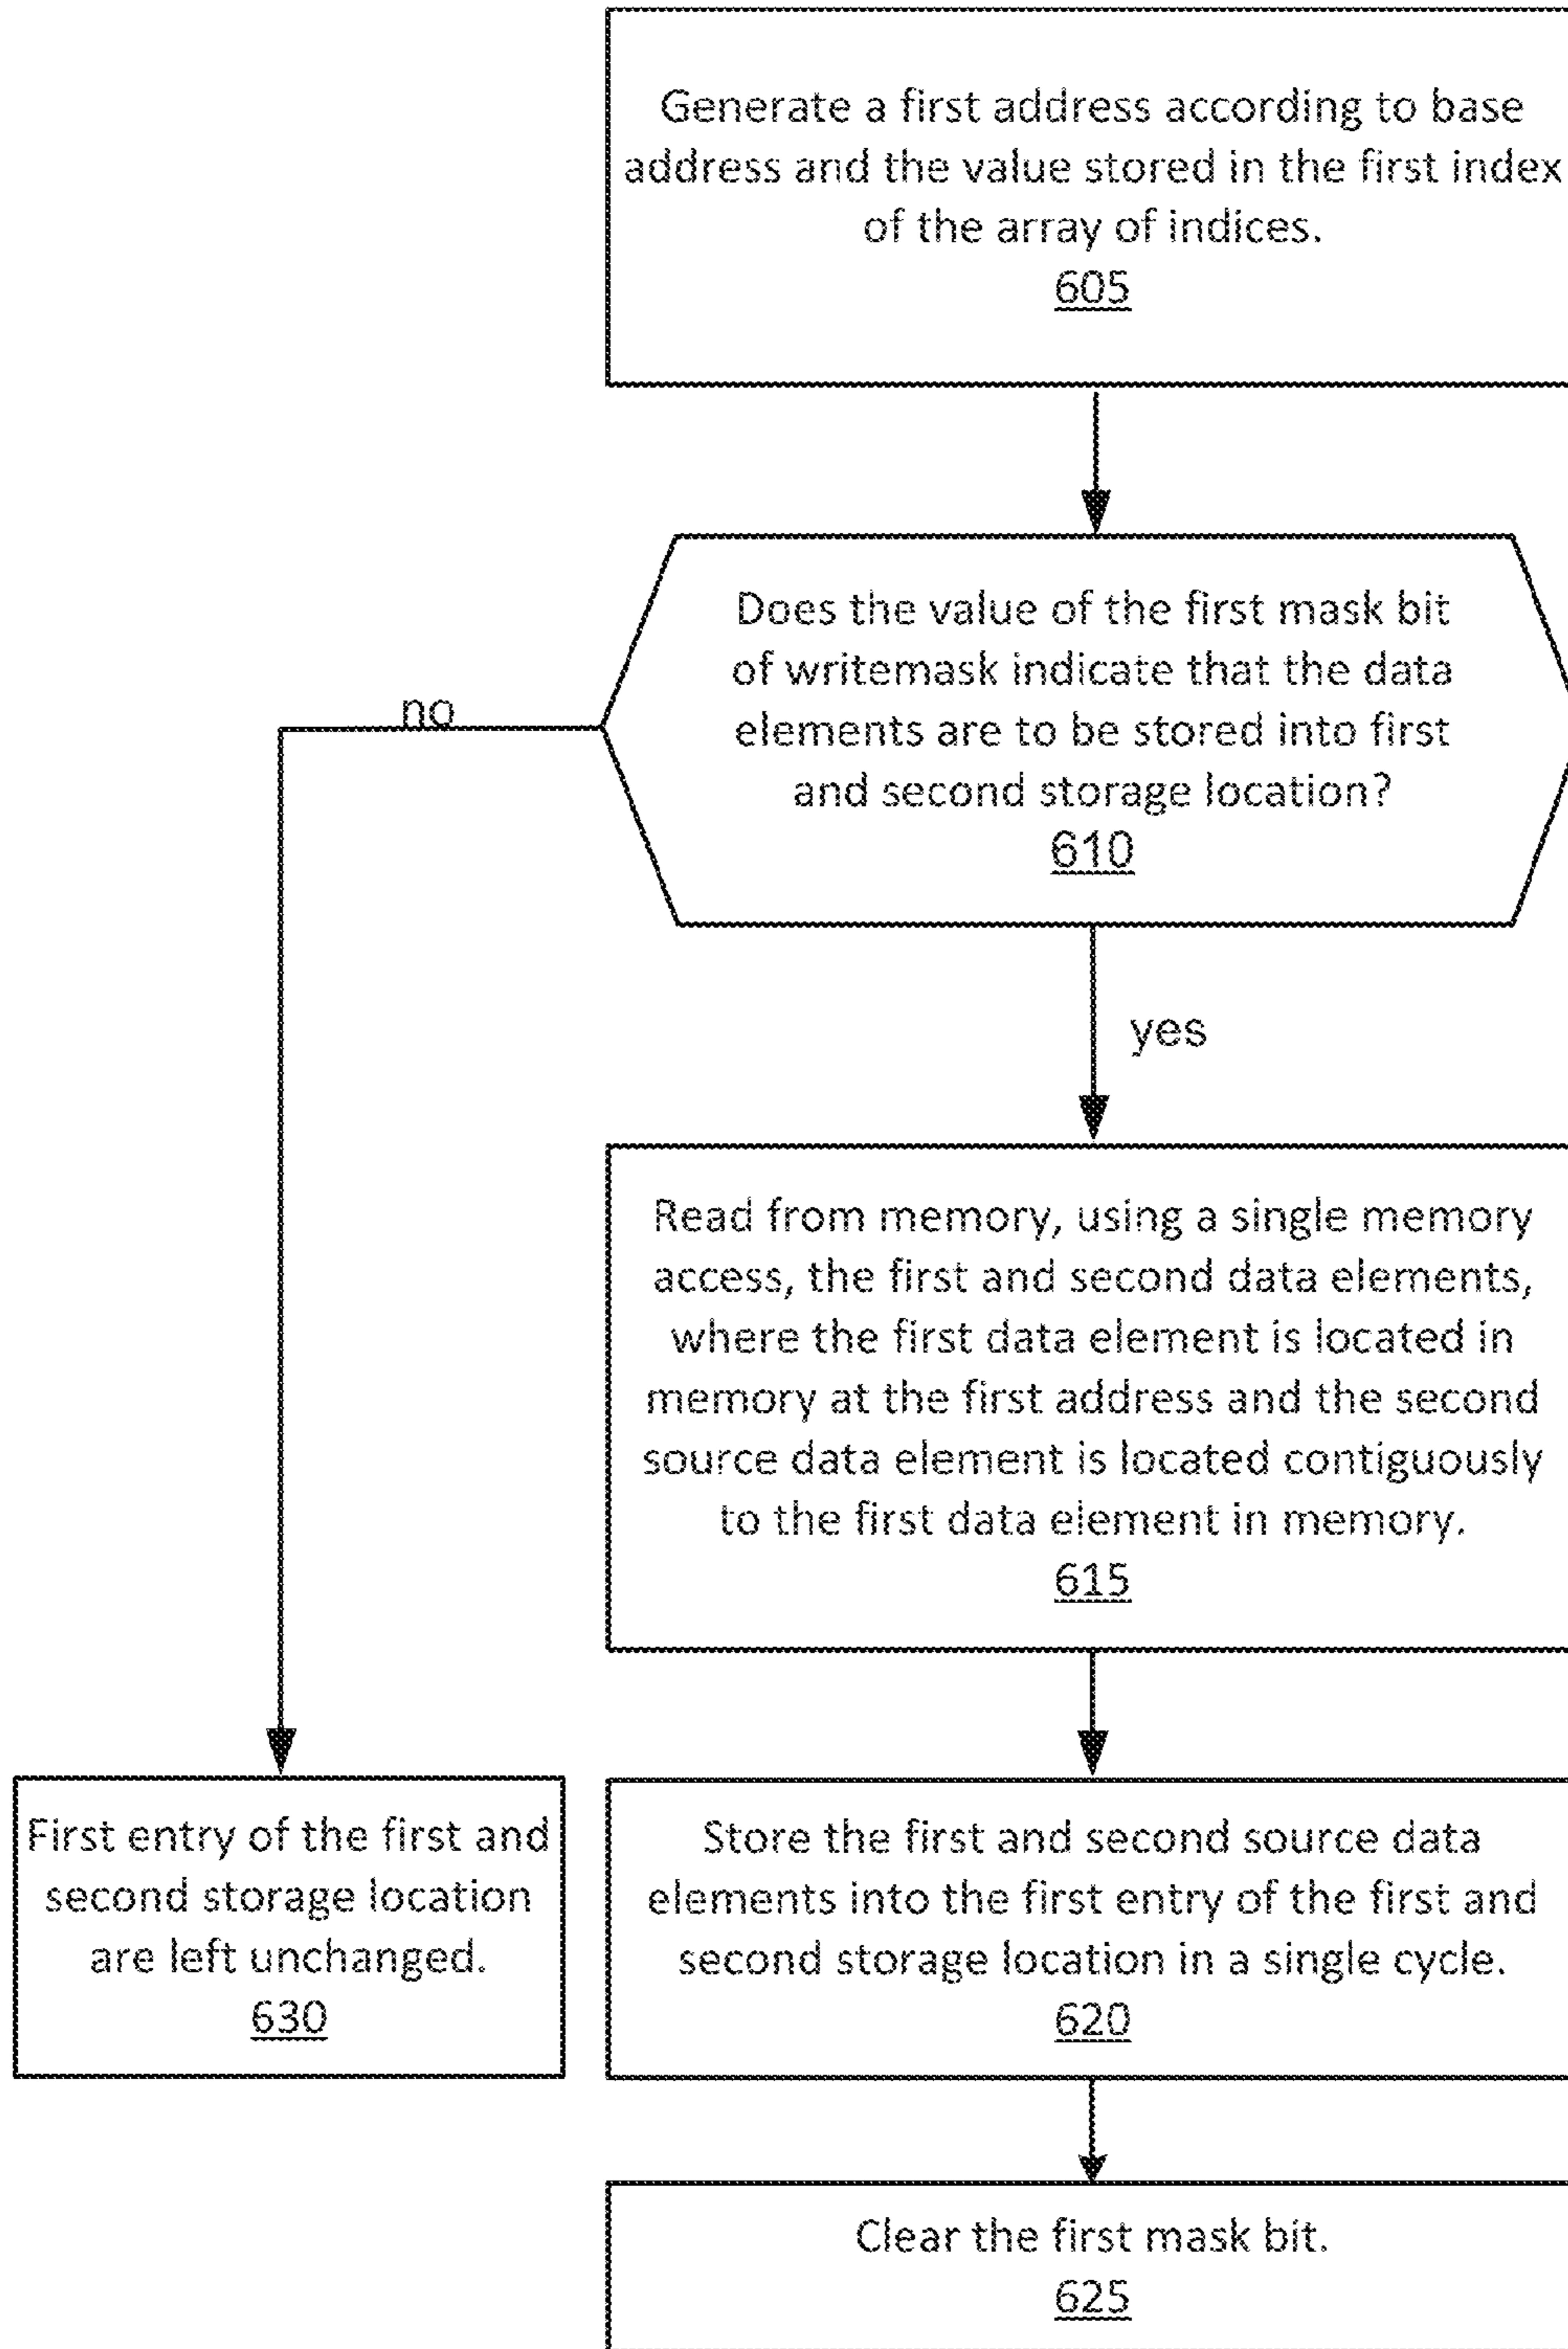 Generate a first address according to base
address and the value stored in the first index
of the array of indices.
605
Does the value of the first mask bit
of writemask indicate that the data
elements are to be stored into first
and second storage location?
610
no
yes
Read from memory, using a single memory
access, the first and second data elements,
where the first data element is located in
memory at the first address and the second
source data element is located contiguously
to the first data element in memory.
615
First entry of the first and
second storage location
are left unchanged.
630
Store the first and second source data
elements into the first entry of the first and
second storage location in a single cycle.
620
Clear the first mask bit.
625